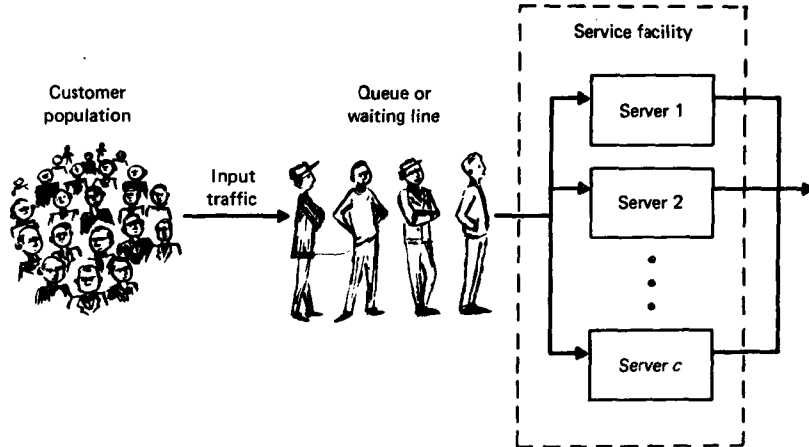 Service facility
Customer
population
Queue or
waiting line
Input
traffic
Server 1
Server 2
Server c